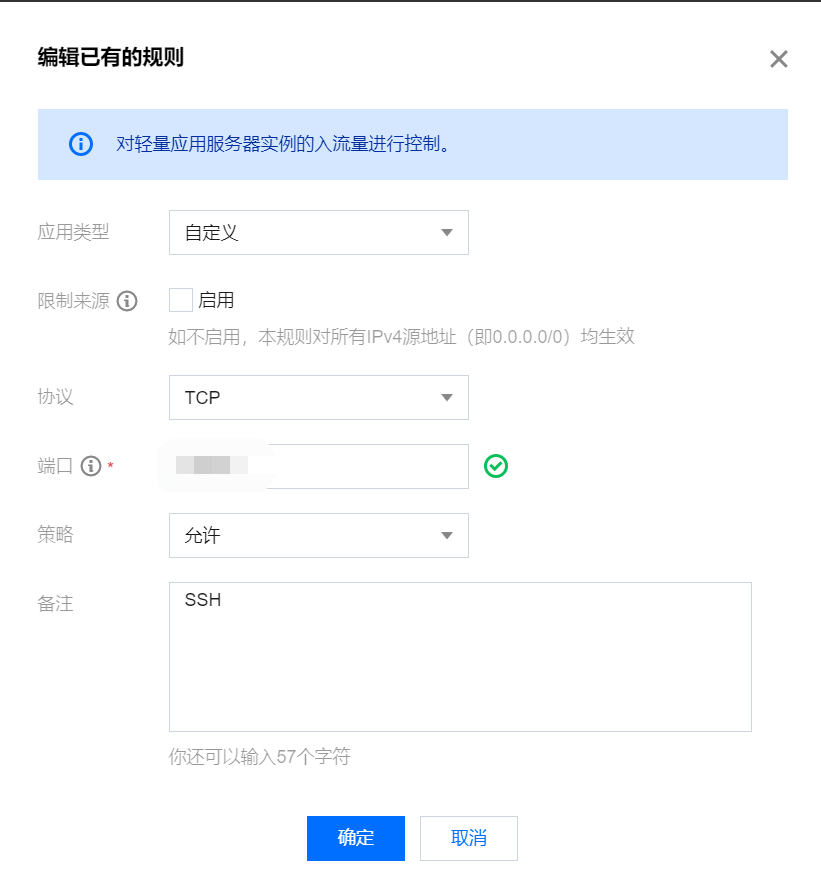 编辑已有的规则
对轻量应用服务器实例的入流量进行控制。
应用类型 自定义
限制来源 启用
如不启用，本规则对所有IPv4源地址（即0.0.0.0/0）均生效
协议 TCP
端口 *
策略 允许
备注 SSH
你还可以输入57个字符
确定 取消